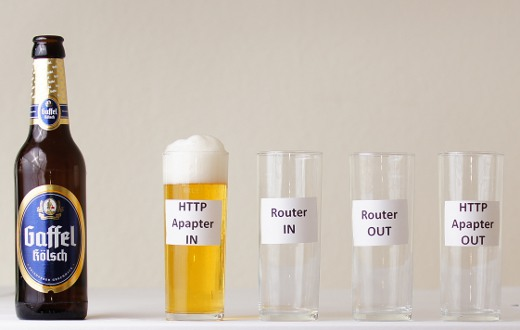 Gaffel
Kölsch
Gaffel
Kölsch
HTTP
Apapter
IN
Router
IN
Router
OUT
HTTP
Apapter
OUT